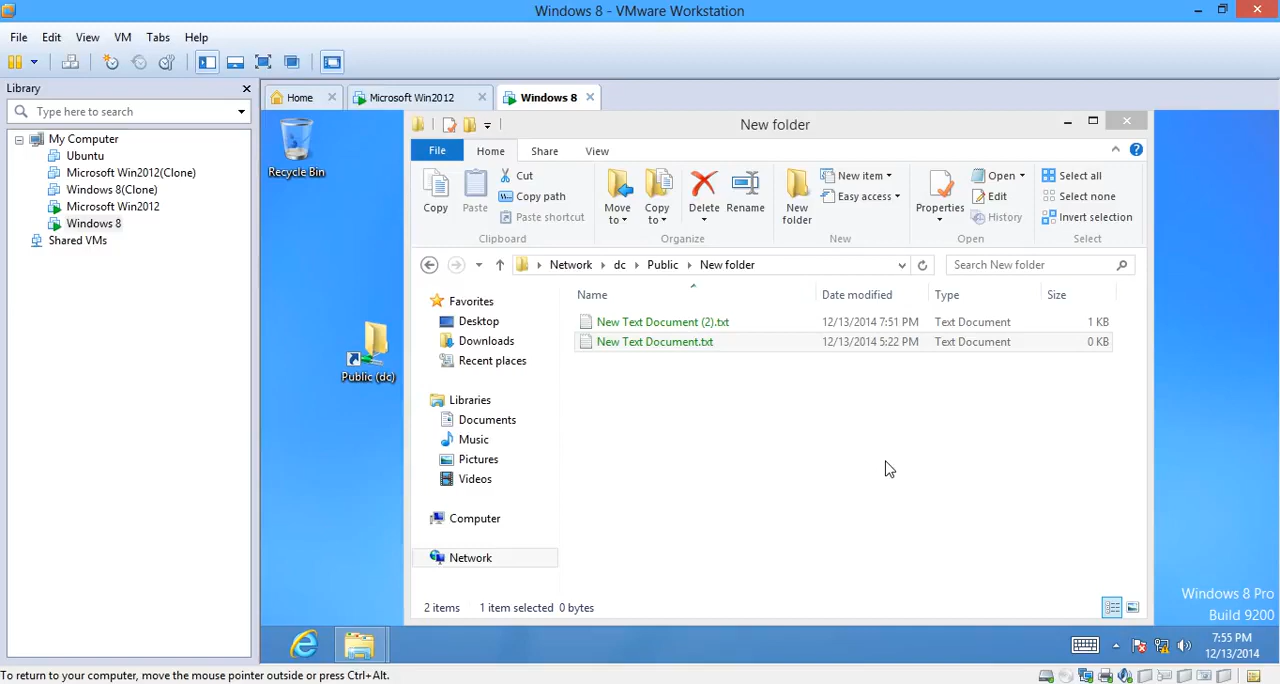 Windows 8 - VMware Workstation
File Edit View VM Tabs Help
Library
Type here to search
My Computer
Ubuntu
Microsoft Win2012(Clone)
Windows 8(Clone)
Microsoft Win2012
Windows 8
Shared VMs
Home
Microsoft Win2012
Windows 8
Recycle Bin
Public (dc)
New folder
File Home Share View
Copy
Paste
Cut
Copy path
Paste shortcut
Clipboard
Move to
Copy to
Delete
Rename
Organize
New folder
New item
Easy access
New
Properties
Open
Edit
History
Open
Select all
Select none
Invert selection
Select
Network dc Public New folder
Search New folder
Favorites
Desktop
Downloads
Recent places
Libraries
Documents
Music
Pictures
Videos
Computer
Network
Name Date modified Type Size
New Text Document (2).txt 12/13/2014 7:51 PM Text Document 1 KB
New Text Document.txt 12/13/2014 5:22 PM Text Document 0 KB
2 items 1 item selected 0 bytes
Windows 8 Pro
Build 9200
7:55 PM
12/13/2014
To return to your computer, move the mouse pointer outside or press Ctrl+Alt.